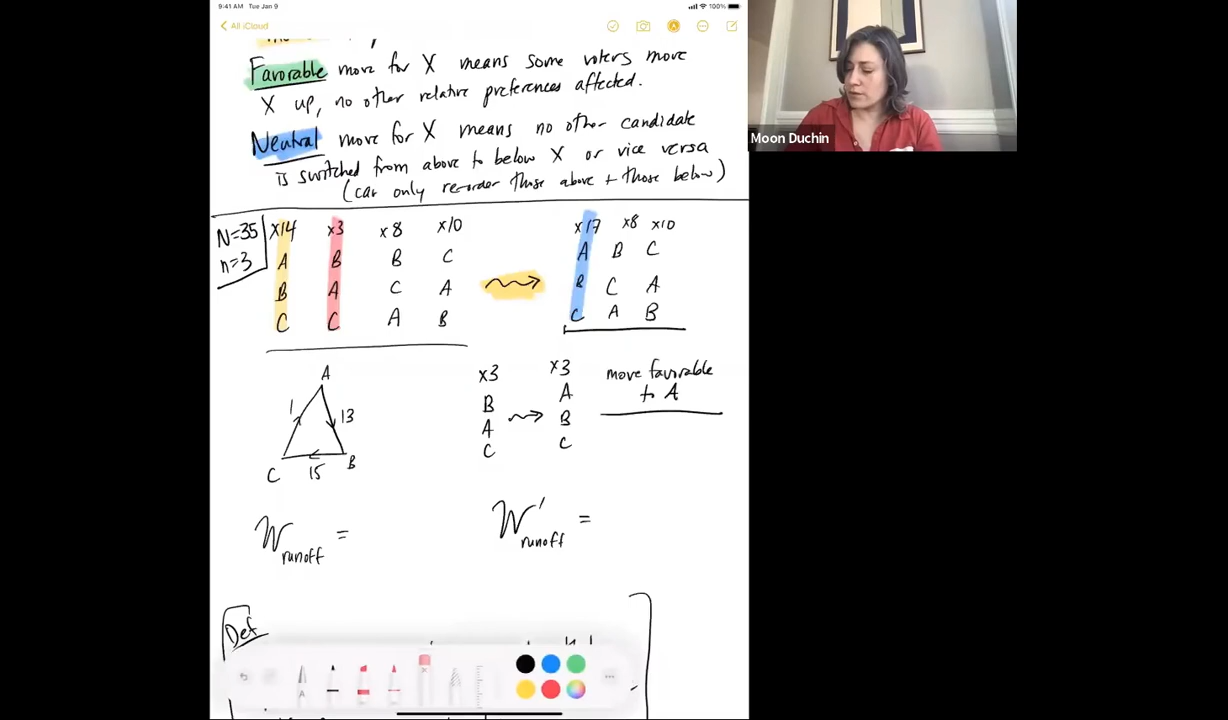 9:41 AM Tue Jan 9
100%
All iCloud
Favorable move for X means some voters move
X up, no other relative preferences affected.
Neutral move for X means no other candidate
is switched from above to below X or vice versa
(can only re-order those above + those below)
N=35
n=3
x14 x3 x8 x10
A B B C
B A C A
C C A B
x17 x8 x10
A B C
B C A
C A B
A
1 13
C 15 B
x3 x3
B A
A B
C C
move favorable
to A
W runoff =
W' runoff =
Def
Moon Duchin